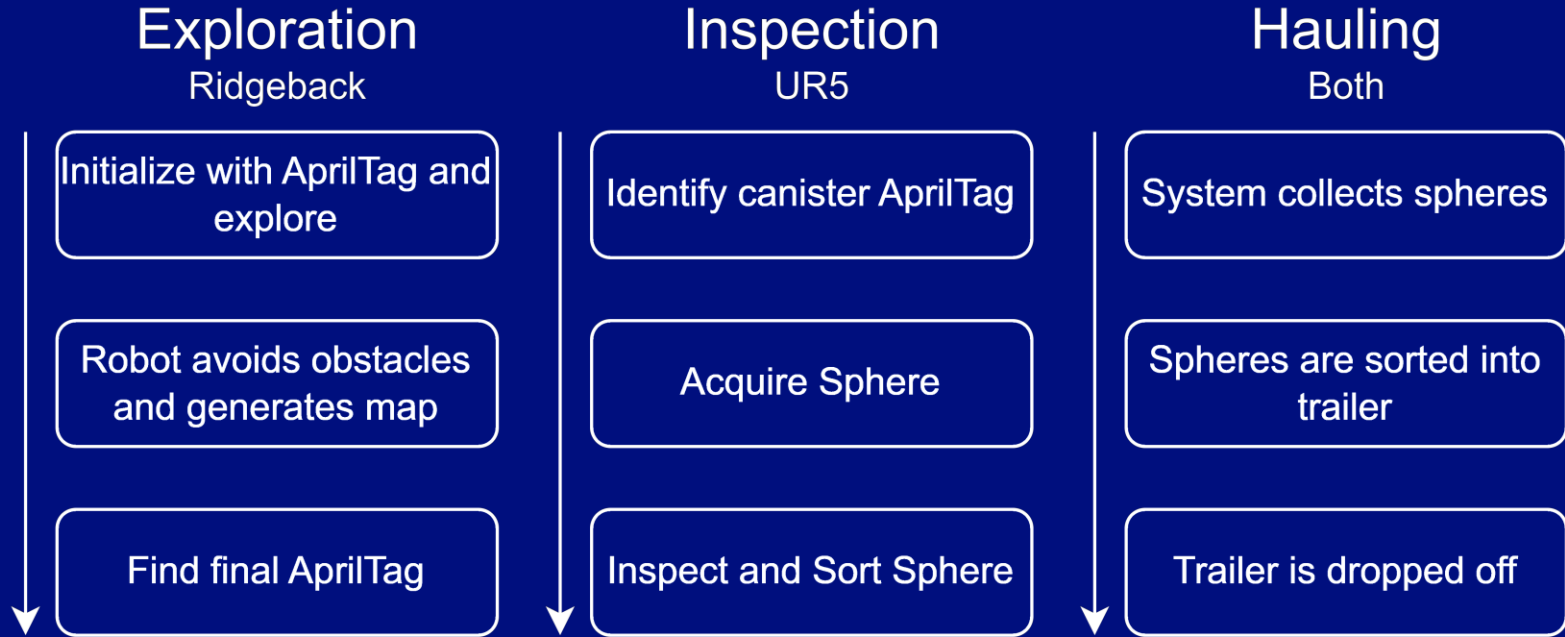 Exploration
Ridgeback
Initialize with AprilTag and
explore
Robot avoids obstacles
and generates map
Find final AprilTag
Inspection
UR5
Identify canister AprilTag
Acquire Sphere
Inspect and Sort Sphere
Hauling
Both
System collects spheres
Spheres are sorted into
trailer
Trailer is dropped off